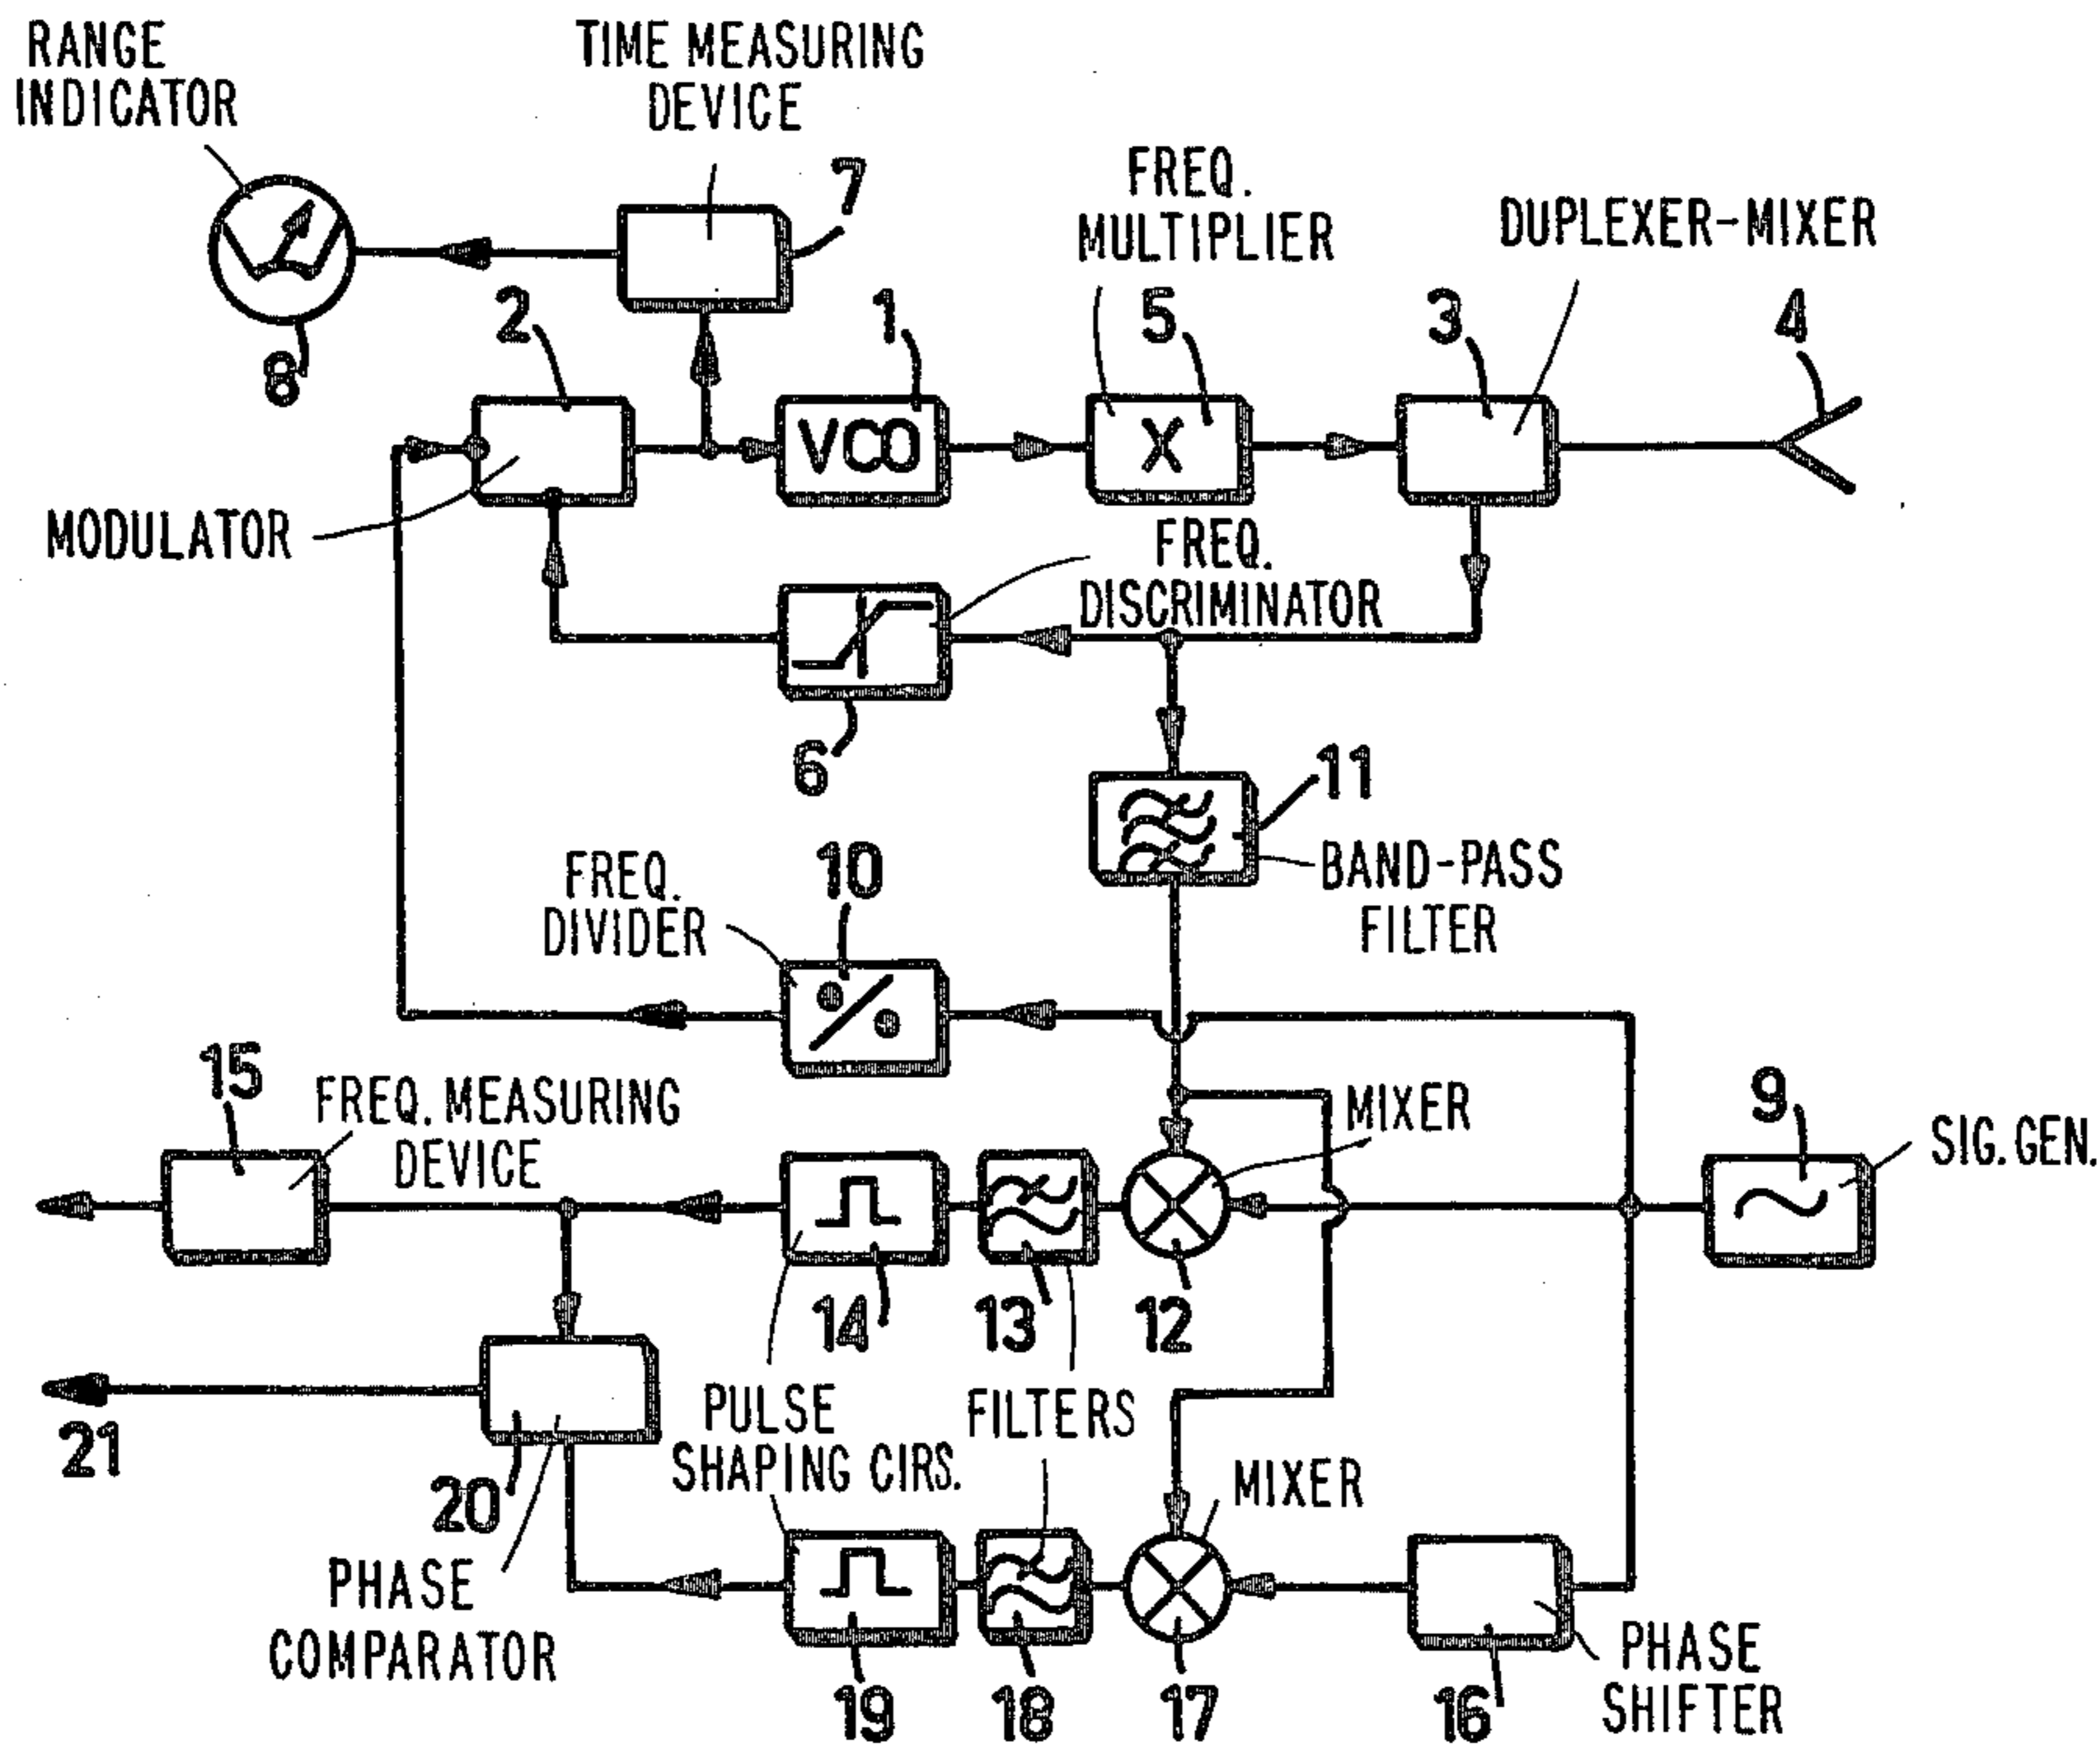 RANGE
INDICATOR
TIME MEASURING
DEVICE
7
FREQ.
MULTIPLIER
DUPLEXER-MIXER
8
2
1
5
3
4
VCO
X
MODULATOR
FREQ.
DISCRIMINATOR
6
11
BAND-PASS
FILTER
FREQ.
DIVIDER
10
15
FREQ. MEASURING
DEVICE
MIXER
9
SIG. GEN.
14
13
12
21
20
PULSE
SHAPING CIRS.
FILTERS
MIXER
PHASE
COMPARATOR
19
18
17
16
PHASE
SHIFTER